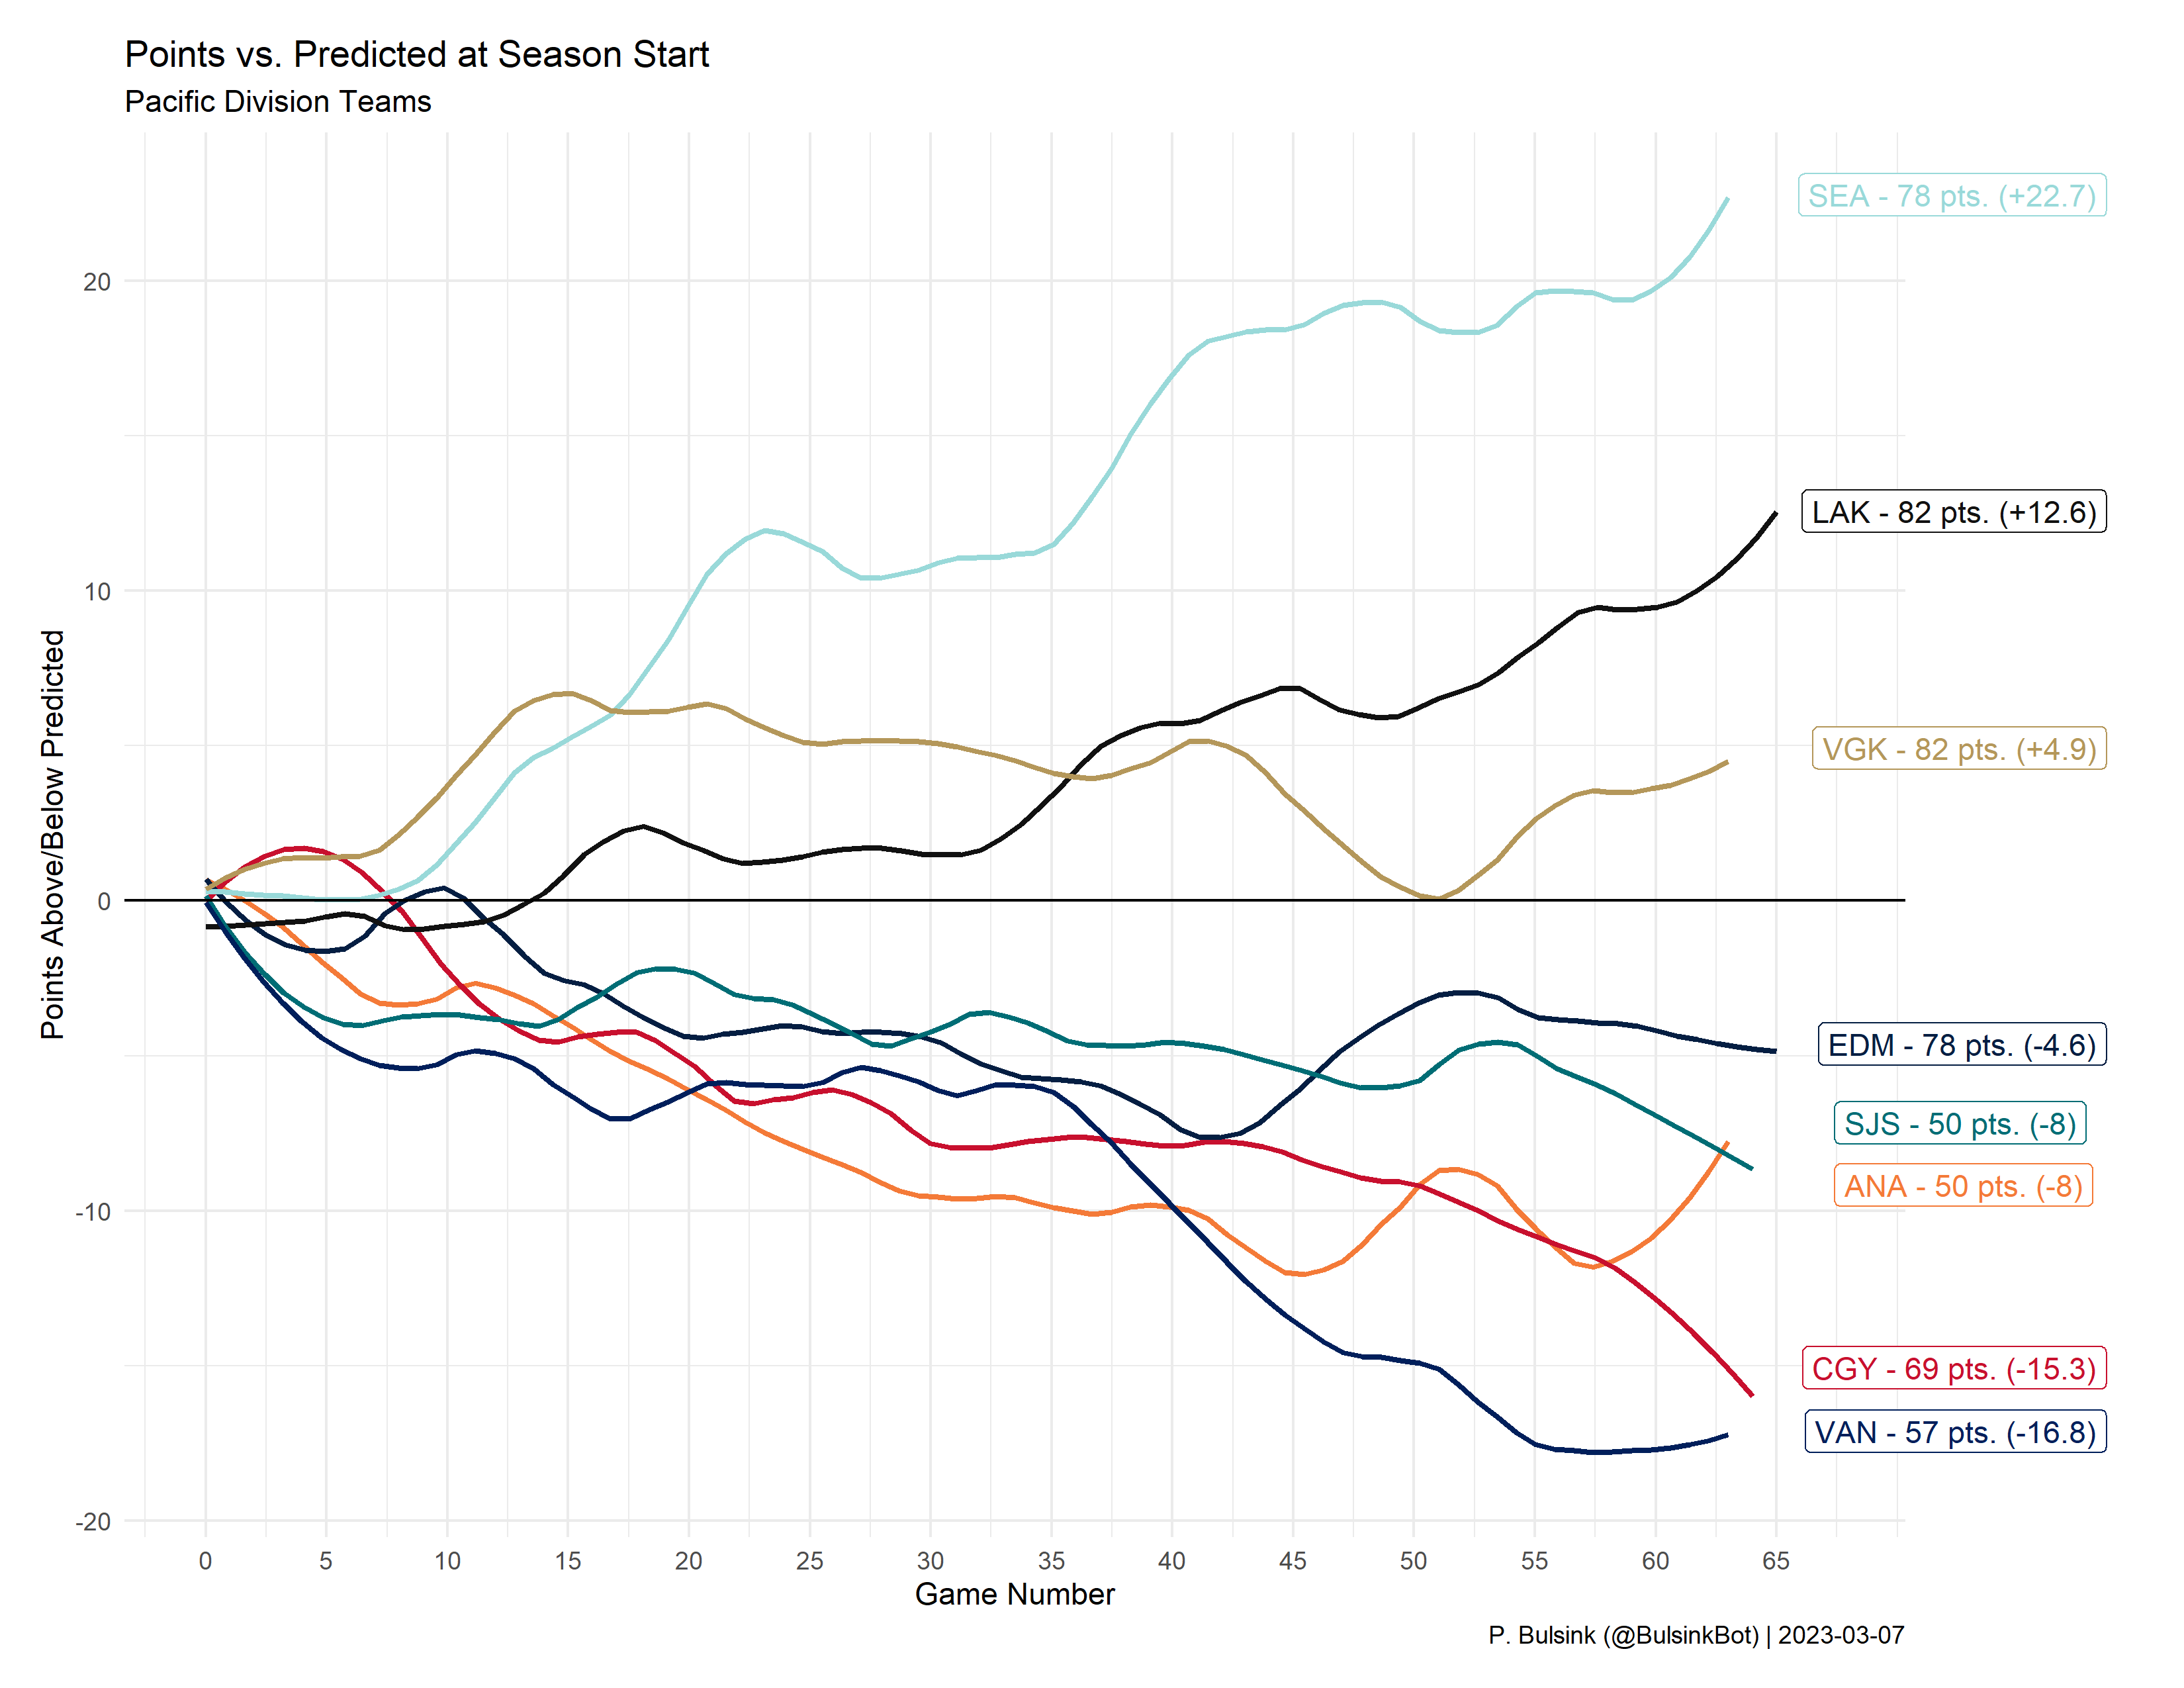 Points vs. Predicted at Season Start
Pacific Division Teams
Points Above/Below Predicted
20
10
0
-10
-20
SEA - 78 pts. (+22.7)
LAK - 82 pts. (+12.6)
VGK - 82 pts. (+4.9)
EDM - 78 pts. (-4.6)
SJS - 50 pts. (-8)
ANA - 50 pts. (-8)
CGY - 69 pts. (-15.3)
VAN - 57 pts. (-16.8)
0 5 10 15 20 25 30 35 40 45 50 55 60 65
Game Number
P. Bulsink (@BulsinkBot) | 2023-03-07